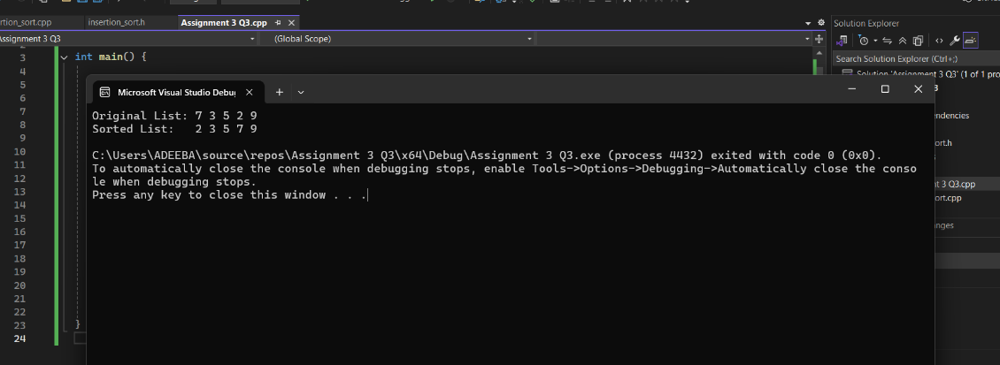 rtion_sort.cpp insertion_sort.h Assignment 3 Q3.cpp
Solution Explorer
Assignment 3 Q3 (Global Scope)
Search Solution Explorer (Ctrl+;)
Solution 'Assignment 3 Q3' (1 of 1 pro
3 int main() {
4
5
6
7
8
9
10
11
12
13
14
15
16
17
18
19
20
21
22
23 }
24
Microsoft Visual Studio Debu
Original List: 7 3 5 2 9
Sorted List: 2 3 5 7 9
C:\Users\ADEEBA\source\repos\Assignment 3 Q3\x64\Debug\Assignment 3 Q3.exe (process 4432) exited with code 0 (0x0).
To automatically close the console when debugging stops, enable Tools->Options->Debugging->Automatically close the conso
le when debugging stops.
Press any key to close this window . . .
3
endencies
ort.h
t 3 Q3.cpp
ort.cpp
nges